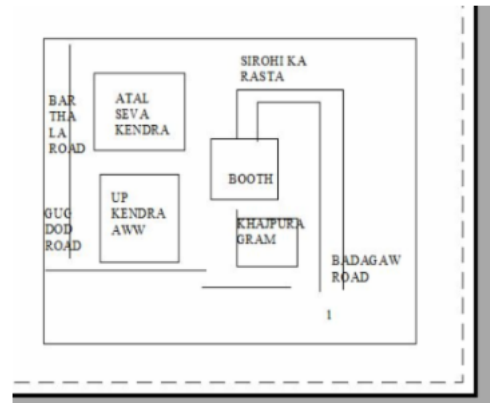 SIROHI KA
RASTA
BAR
THA
LA
ROAD
ATAL
SEVA
KENDRA
BOOTH
UP
KENDRA
AWW
GUG
DOD
ROAD
KHAJPURA
GRAM
BADAGAW
ROAD
1